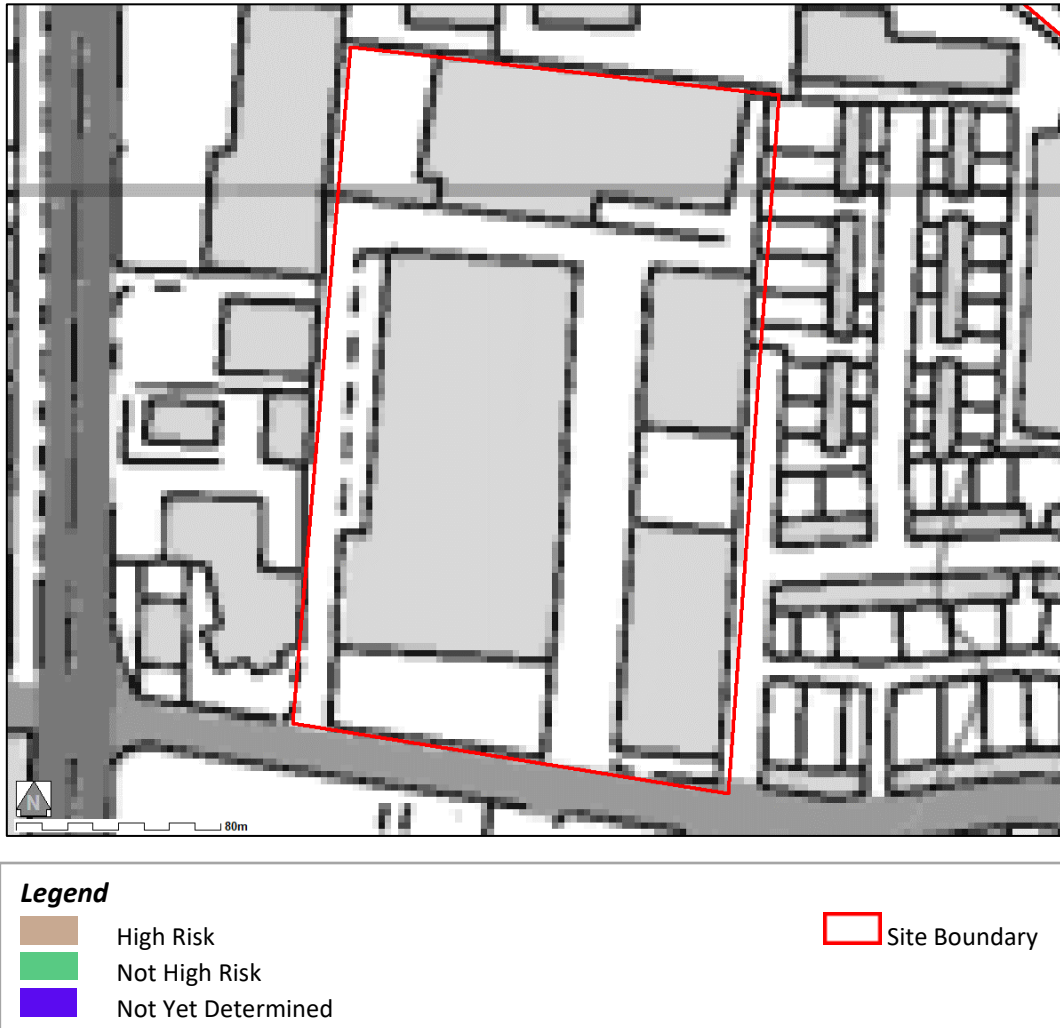 N
80m
Legend
High Risk
Site Boundary
Not High Risk
Not Yet Determined